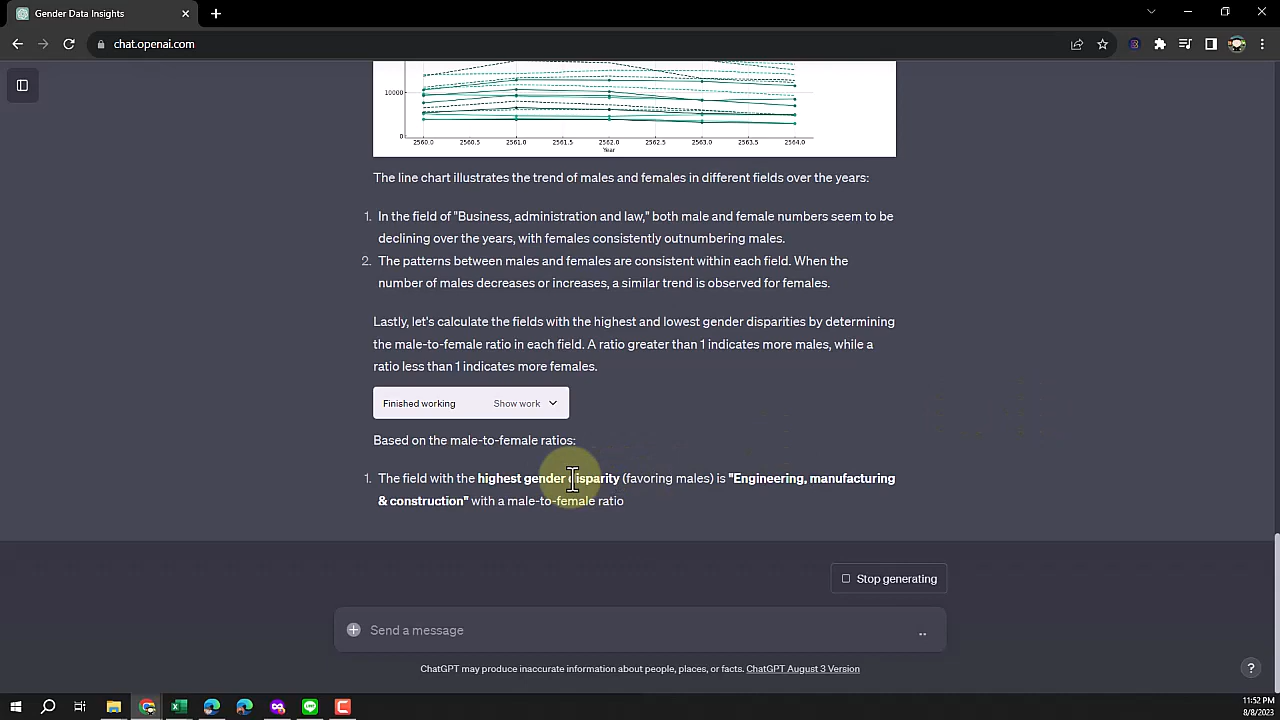 Gender Data Insights
chat.openai.com
10000
0
2560.0 2560.5 2561.0 2561.5 2562.0 2562.5 2563.0 2563.5 2564.0
Year
The line chart illustrates the trend of males and females in different fields over the years:
1. In the field of "Business, administration and law," both male and female numbers seem to be
declining over the years, with females consistently outnumbering males.
2. The patterns between males and females are consistent within each field. When the
number of males decreases or increases, a similar trend is observed for females.
Lastly, let's calculate the fields with the highest and lowest gender disparities by determining
the male-to-female ratio in each field. A ratio greater than 1 indicates more males, while a
ratio less than 1 indicates more females.
Finished working Show work
Based on the male-to-female ratios:
1. The field with the highest gender disparity (favoring males) is "Engineering, manufacturing
& construction" with a male-to-female ratio
Stop generating
Send a message
ChatGPT may produce inaccurate information about people, places, or facts. ChatGPT August 3 Version
?
11:52 PM
8/8/2023